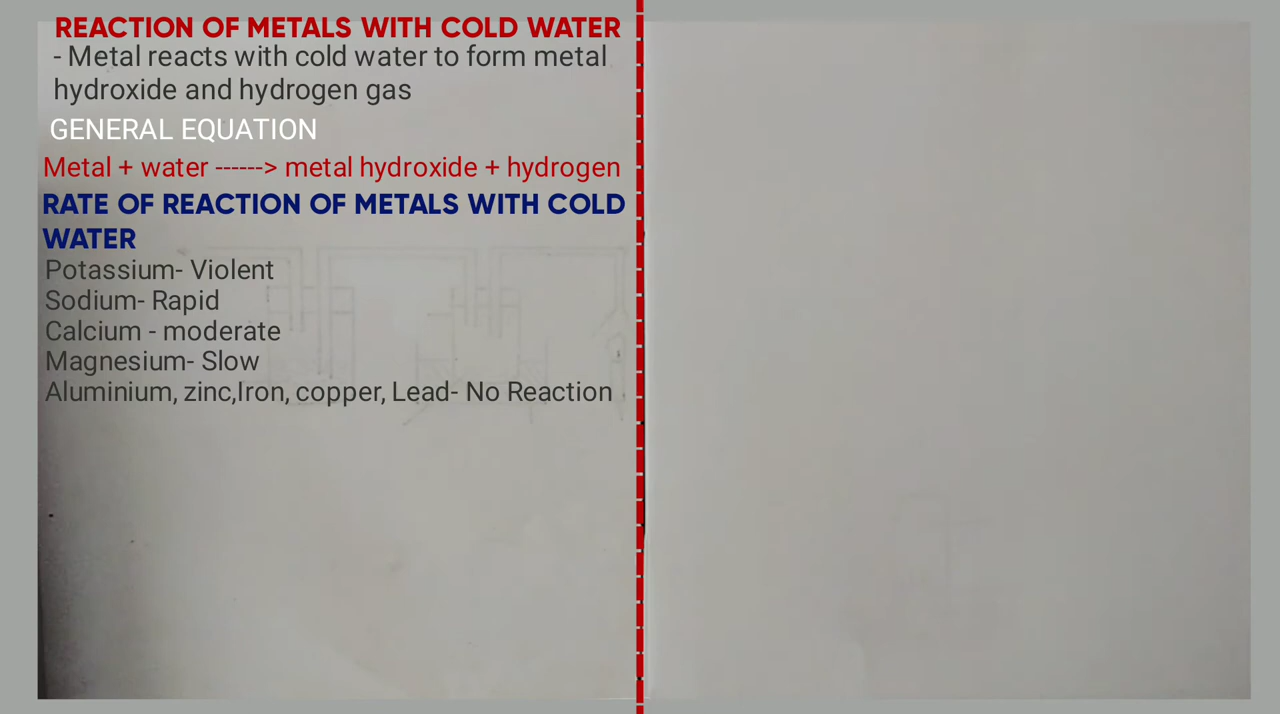 REACTION OF METALS WITH COLD WATER
- Metal reacts with cold water to form metal
hydroxide and hydrogen gas
GENERAL EQUATION
Metal + water ------> metal hydroxide + hydrogen
RATE OF REACTION OF METALS WITH COLD
WATER
Potassium- Violent
Sodium- Rapid
Calcium - moderate
Magnesium- Slow
Aluminium, zinc,Iron, copper, Lead- No Reaction